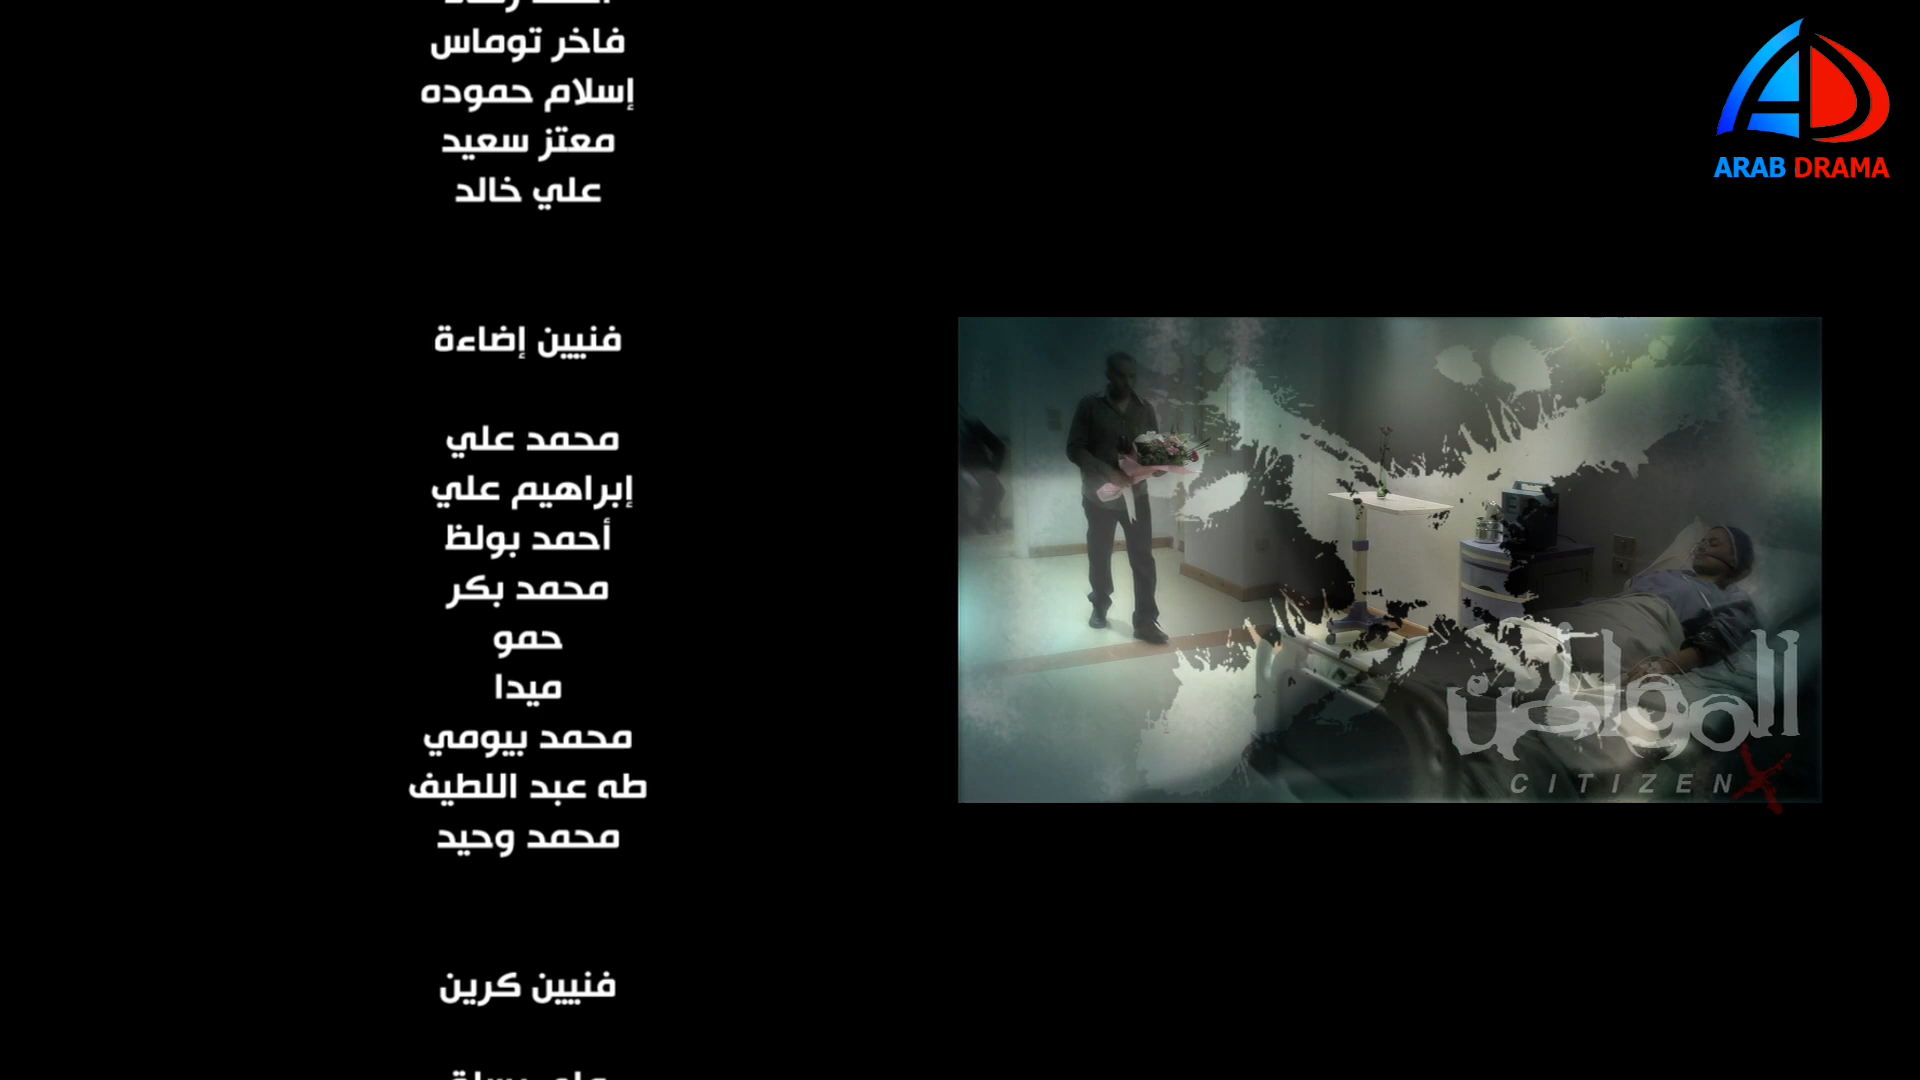 فاخر توماس
إسلام حموده
معتز سعيد
علي خالد
فنيين إضاءة
محمد علي
إبراهيم علي
أحمد بولظ
محمد بكر
حمو
ميدا
محمد بيومي
طه عبد اللطيف
محمد وحيد
فنيين كرين
ARAB DRAMA
المواطن
CITIZEN X